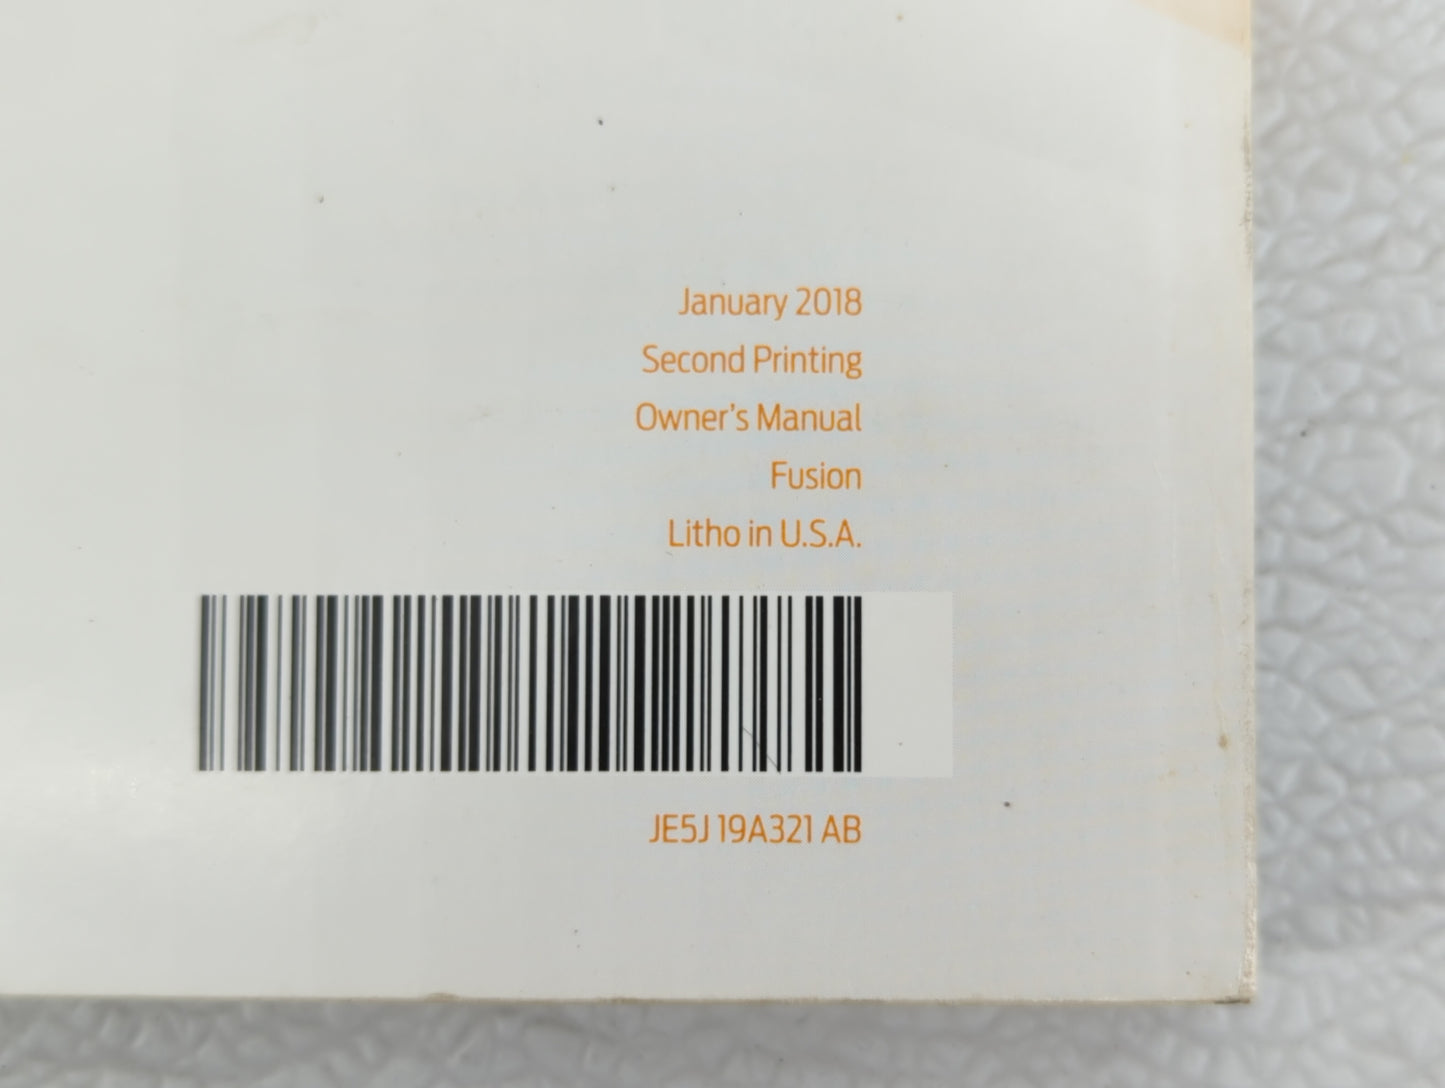 January 2018
Second Printing
Owner's Manual
Fusion
Litho in U.S.A.
JE5J 19A321 AB